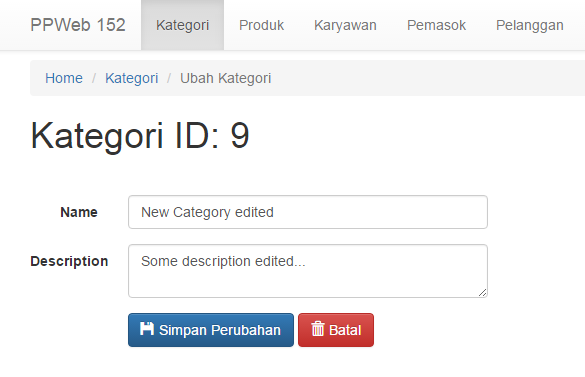 PPWeb 152 Kategori Produk Karyawan Pemasok Pelanggan
Home / Kategori / Ubah Kategori
Kategori ID: 9
Name New Category edited
Description Some description edited...
Simpan Perubahan Batal